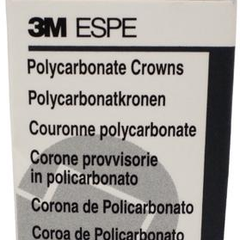 3M ESPE
Polycarbonate Crowns
Polycarbonatkronen
Couronne polycarbonate
Corone provvisorie
in policarbonato
Corona de Policarbonato
Coroa de Policarbonato